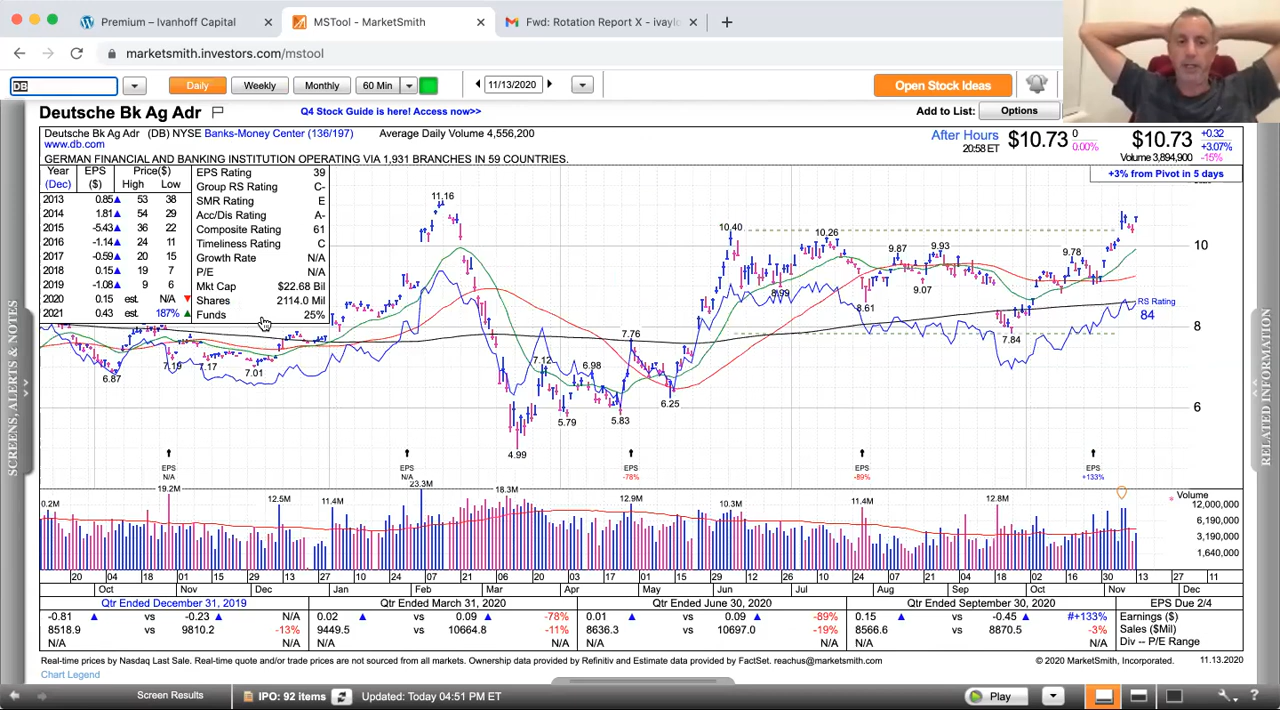 Premium – Ivanhoff Capital
MSTool - MarketSmith
Fwd: Rotation Report X - ivaylo
marketsmith.investors.com/mstool
DB
Daily
Weekly
Monthly
60 Min
11/13/2020
Open Stock Ideas
Deutsche Bk Ag Adr
Q4 Stock Guide is here! Access now>>
Add to List:
Options
Deutsche Bk Ag Adr (DB) NYSE Banks-Money Center (136/197) Average Daily Volume 4,556,200
www.db.com
GERMAN FINANCIAL AND BANKING INSTITUTION OPERATING VIA 1,931 BRANCHES IN 59 COUNTRIES.
After Hours
20:58 ET
$10.73 0
0.00%
$10.73 +0.32
+3.07%
Volume 3,894,900 -15%
+3% from Pivot in 5 days
Year EPS Price($)
(Dec) ($) High Low
2013 0.85 53 38
2014 1.81 54 29
2015 -5.43 36 22
2016 -1.14 24 11
2017 -0.59 20 15
2018 0.15 19 7
2019 -1.08 9 6
2020 0.15 est. N/A
2021 0.43 est. 187%
EPS Rating 39
Group RS Rating C-
SMR Rating E
Acc/Dis Rating A-
Composite Rating 61
Timeliness Rating C
Growth Rate N/A
P/E N/A
Mkt Cap $22.68 Bil
Shares 2114.0 Mil
Funds 25%
11.16
10.40
10.26
9.87
9.93
9.78
10
8.99
9.07
8.61
RS Rating
84
8
7.84
7.76
7.19
7.17
7.01
6.87
7.12
6.98
6.25
5.79
5.83
6
4.99
EPS
N/A
EPS
N/A
EPS
-78%
EPS
-89%
EPS
+133%
0.2M
19.2M
12.5M
11.4M
23.3M
18.3M
12.9M
10.3M
11.4M
12.8M
Volume
12,000,000
6,190,000
3,190,000
1,640,000
20 04 18 01 15 29 13 27 10 24 07 21 06 20 03 17 01 15 29 12 26 10 24 07 21 04 18 02 16 30 13 27 11
Oct Nov Dec Jan Feb Mar Apr May Jun Jul Aug Sep Oct Nov Dec
Qtr Ended December 31, 2019
-0.81 vs -0.23 N/A
8518.9 vs 9810.2 -13%
N/A N/A
Qtr Ended March 31, 2020
0.02 vs 0.09 -78%
9449.5 vs 10664.8 -11%
N/A N/A
Qtr Ended June 30, 2020
0.01 vs 0.09 -89%
8636.3 vs 10697.0 -19%
N/A N/A
Qtr Ended September 30, 2020
0.15 vs -0.45 #+133%
8566.6 vs 8870.5 -3%
N/A N/A
EPS Due 2/4
Earnings ($)
Sales ($Mil)
Div -- P/E Range
Real-time prices by Nasdaq Last Sale. Real-time quote and/or trade prices are not sourced from all markets. Ownership data provided by Refinitiv and Estimate data provided by FactSet. reachus@marketsmith.com
© 2020 MarketSmith, Incorporated. 11.13.2020
Chart Legend
SCREENS, ALERTS & NOTES
RELATED INFORMATION
Screen Results
IPO: 92 items
Updated: Today 04:51 PM ET
Play
?